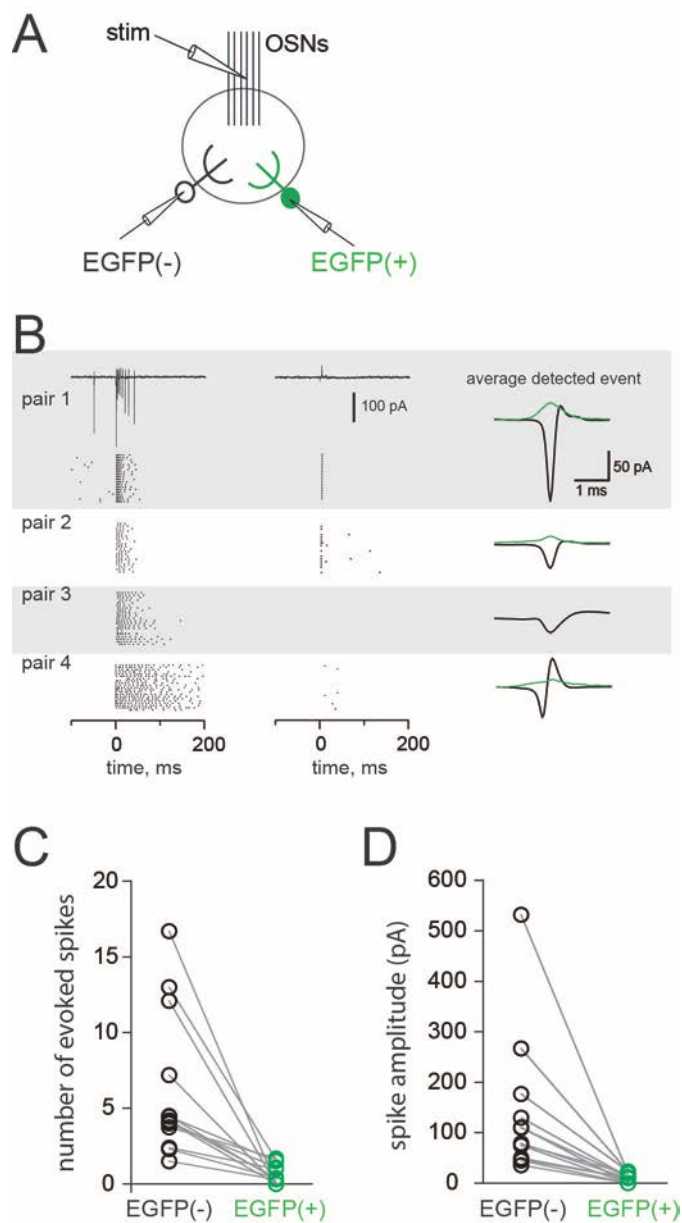 A
stim
OSNs
EGFP(-)
EGFP(+)
B
pair 1
100 pA
average detected event
50 pA
1 ms
pair 2
pair 3
pair 4
0 200 0 200
time, ms time, ms
C
number of evoked spikes
20
15
10
5
0
EGFP(-) EGFP(+)
D
spike amplitude (pA)
600
500
400
300
200
100
0
EGFP(-) EGFP(+)